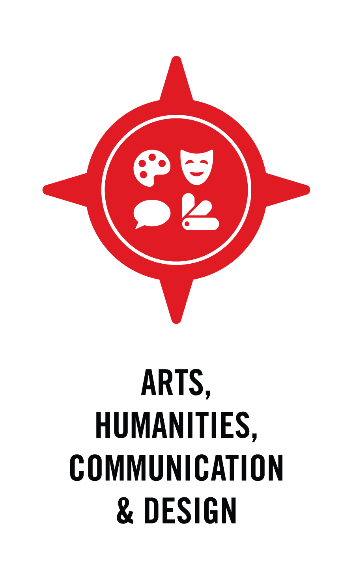 ARTS,
HUMANITIES,
COMMUNICATION
& DESIGN